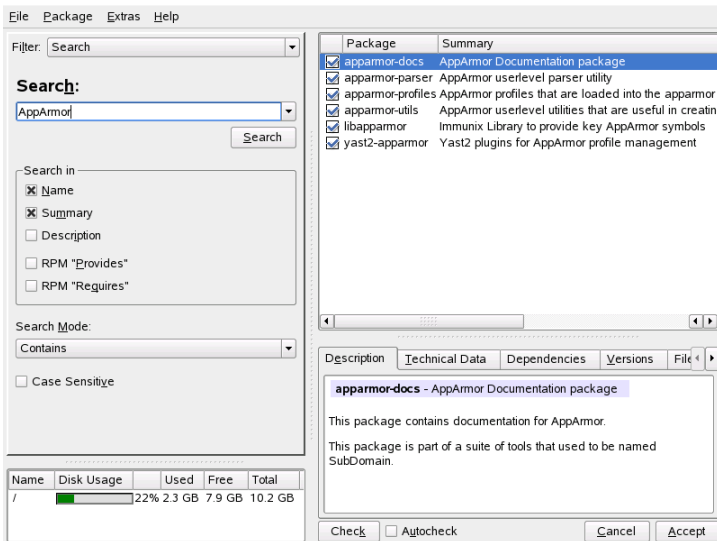 File Package Extras Help
Filter: Search
Search:
AppArmor
Search
Search in
Name
Summary
Description
RPM "Provides"
RPM "Requires"
Search Mode:
Contains
Case Sensitive
Name Disk Usage Used Free Total
/ 22% 2.3 GB 7.9 GB 10.2 GB
Package Summary
apparmor-docs AppArmor Documentation package
apparmor-parser AppArmor userlevel parser utility
apparmor-profiles AppArmor profiles that are loaded into the apparmor
apparmor-utils AppArmor userlevel utilities that are useful in creatin
libapparmor Immunix Library to provide key AppArmor symbols
yast2-apparmor Yast2 plugins for AppArmor profile management
Description Technical Data Dependencies Versions File
apparmor-docs - AppArmor Documentation package
This package contains documentation for AppArmor.
This package is part of a suite of tools that used to be named
SubDomain.
Check Autocheck Cancel Accept